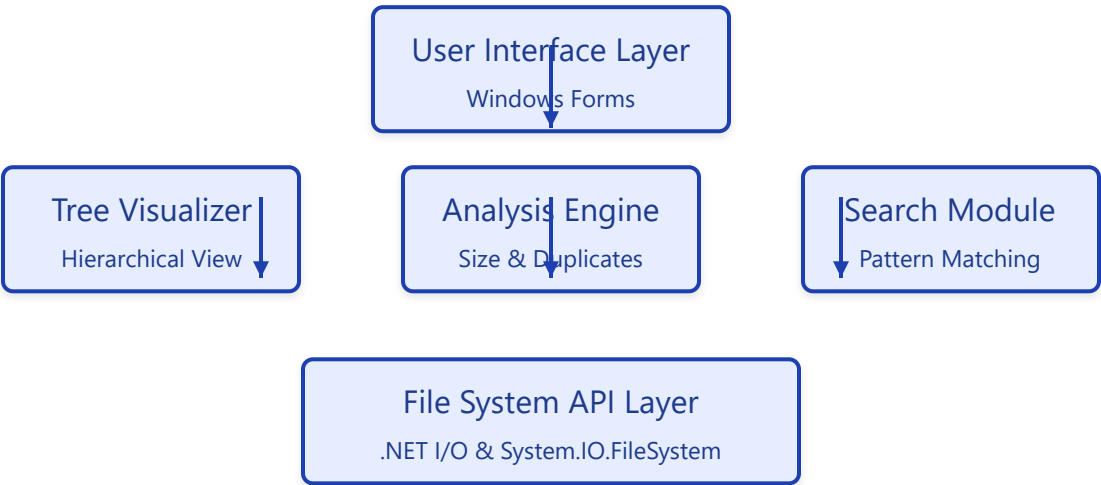 User Interface Layer
Windows Forms
Tree Visualizer
Hierarchical View
Analysis Engine
Size & Duplicates
Search Module
Pattern Matching
File System API Layer
.NET I/O & System.IO.FileSystem